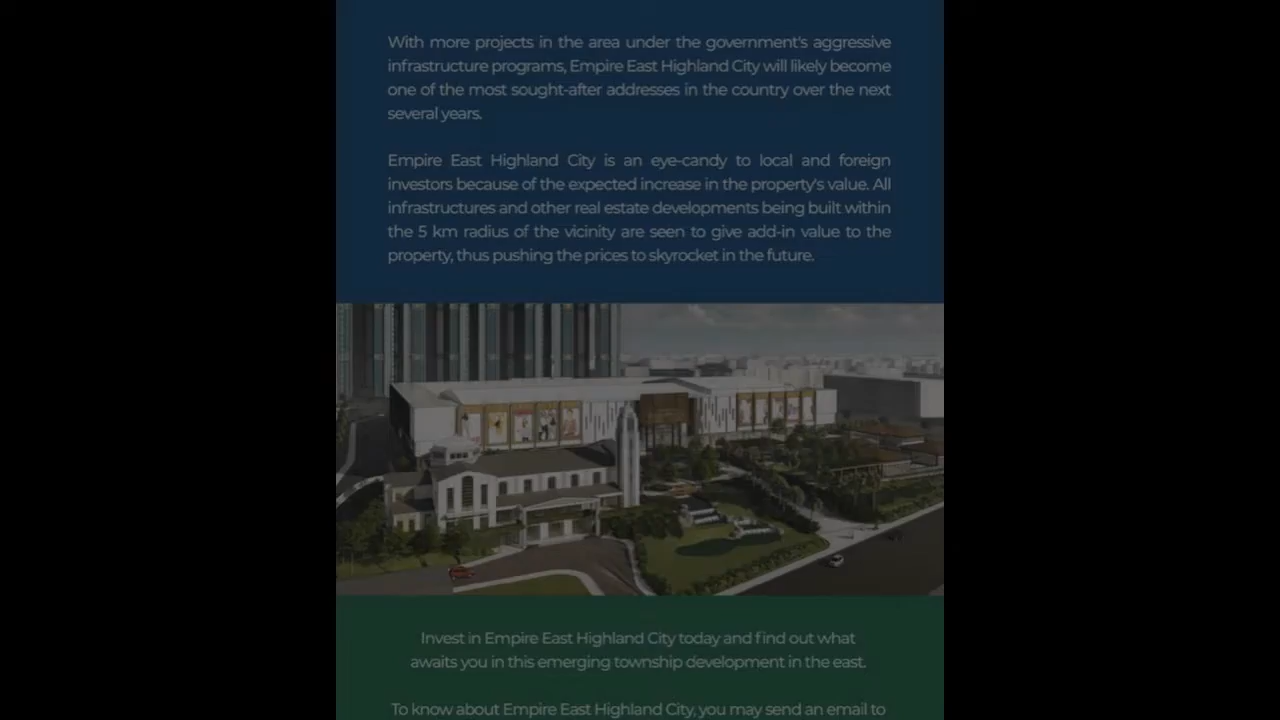 With more projects in the area under the government's aggressive
infrastructure programs, Empire East Highland City will likely become
one of the most sought-after addresses in the country over the next
several years.
Empire East Highland City is an eye-candy to local and foreign
investors because of the expected increase in the property's value. All
infrastructures and other real estate developments being built within
the 5 km radius of the vicinity are seen to give add-in value to the
property, thus pushing the prices to skyrocket in the future.
Invest in Empire East Highland City today and find out what
awaits you in this emerging township development in the east.
To know about Empire East Highland City, you may send an email to